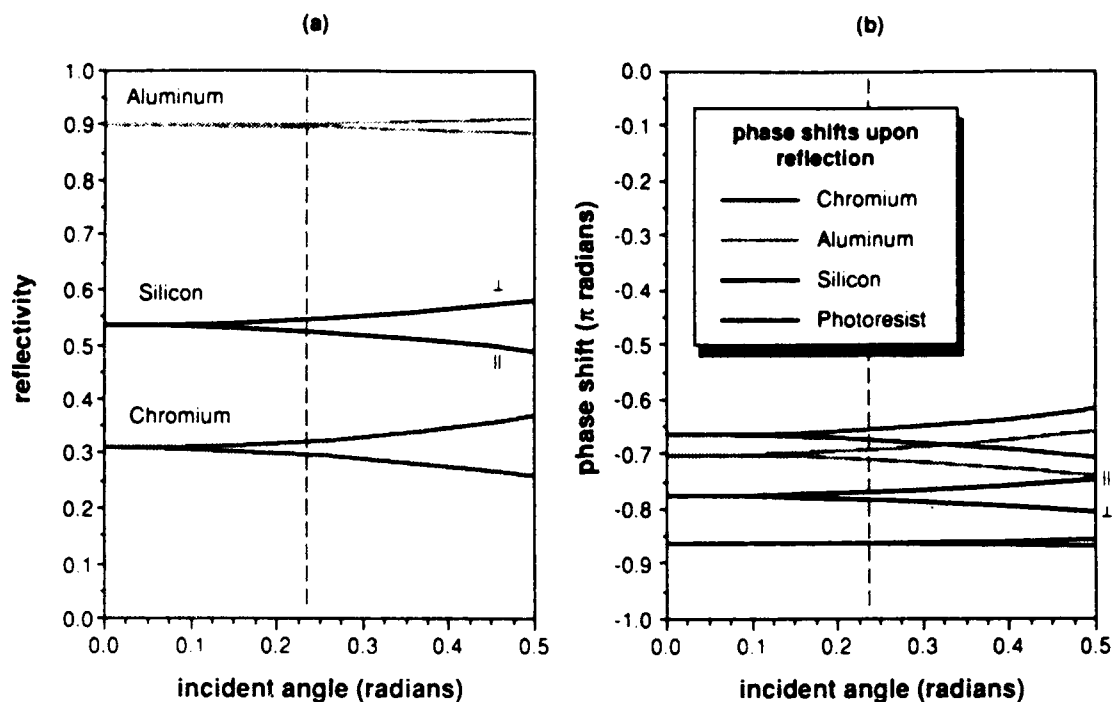 (a)
(b)
1.0
0.9
0.8
0.7
0.6
0.5
0.4
0.3
0.2
0.1
0.0
reflectivity
Aluminum
Silicon
⊥
||
Chromium
0.0 0.1 0.2 0.3 0.4 0.5
incident angle (radians)
0.0
-0.1
-0.2
-0.3
-0.4
-0.5
-0.6
-0.7
-0.8
-0.9
-1.0
phase shift (π radians)
phase shifts upon
reflection
Chromium
Aluminum
Silicon
Photoresist
||
⊥
0.0 0.1 0.2 0.3 0.4 0.5
incident angle (radians)